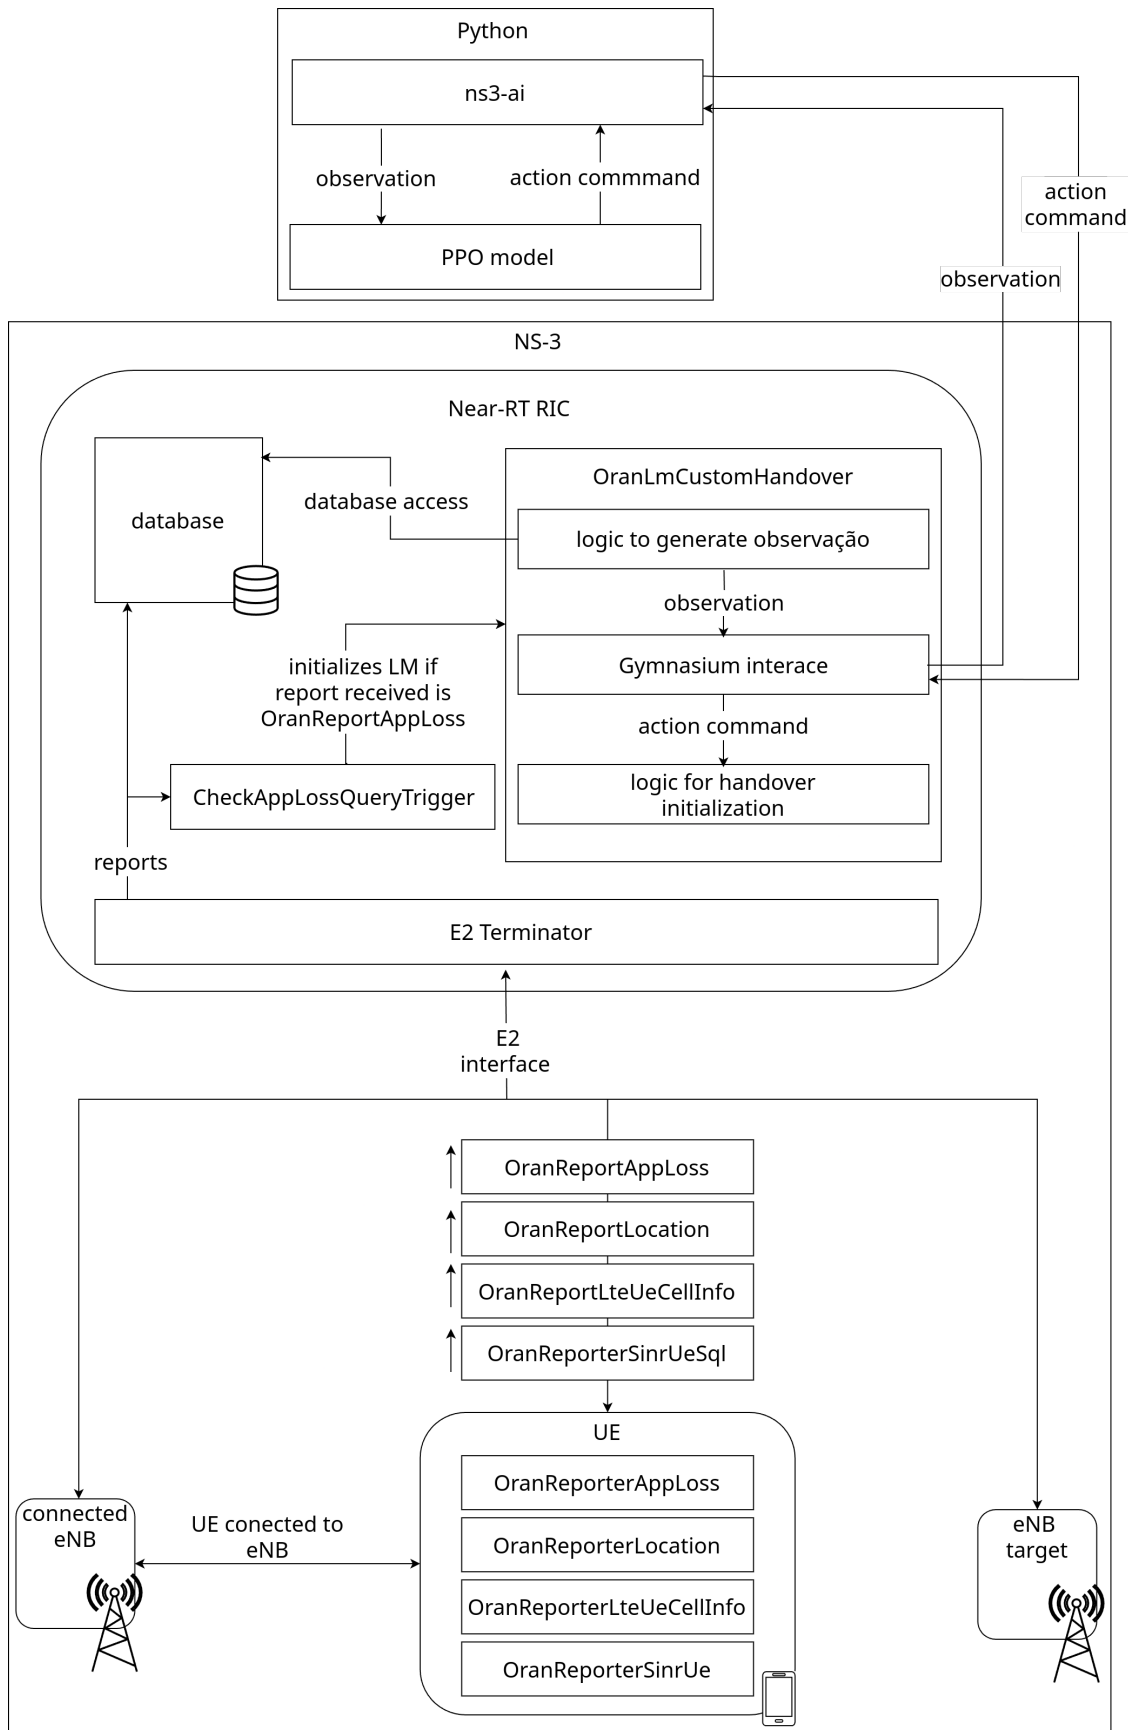 Python
ns3-ai
observation
action commmand
PPO model
action
command
observation
NS-3
Near-RT RIC
database
database access
OranLmCustomHandover
logic to generate observação
observation
Gymnasium interace
action command
logic for handover
initialization
initializes LM if
report received is
OranReportAppLoss
CheckAppLossQueryTrigger
reports
E2 Terminator
E2
interface
OranReportAppLoss
OranReportLocation
OranReportLteUeCellInfo
OranReporterSinrUeSql
UE
OranReporterAppLoss
OranReporterLocation
OranReporterLteUeCellInfo
OranReporterSinrUe
connected
eNB
UE conected to
eNB
eNB
target